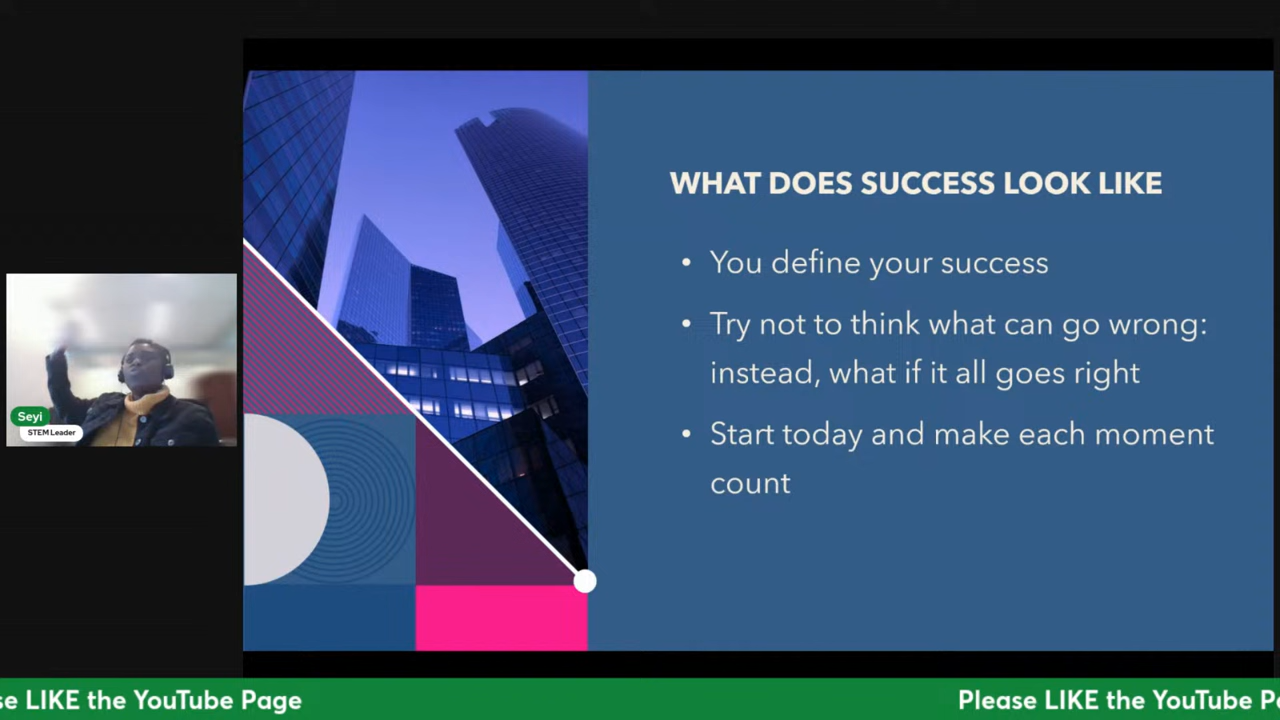 WHAT DOES SUCCESS LOOK LIKE
• You define your success
• Try not to think what can go wrong:
instead, what if it all goes right
• Start today and make each moment
count
Seyi
STEM Leader
se LIKE the YouTube Page
Please LIKE the YouTube Pa